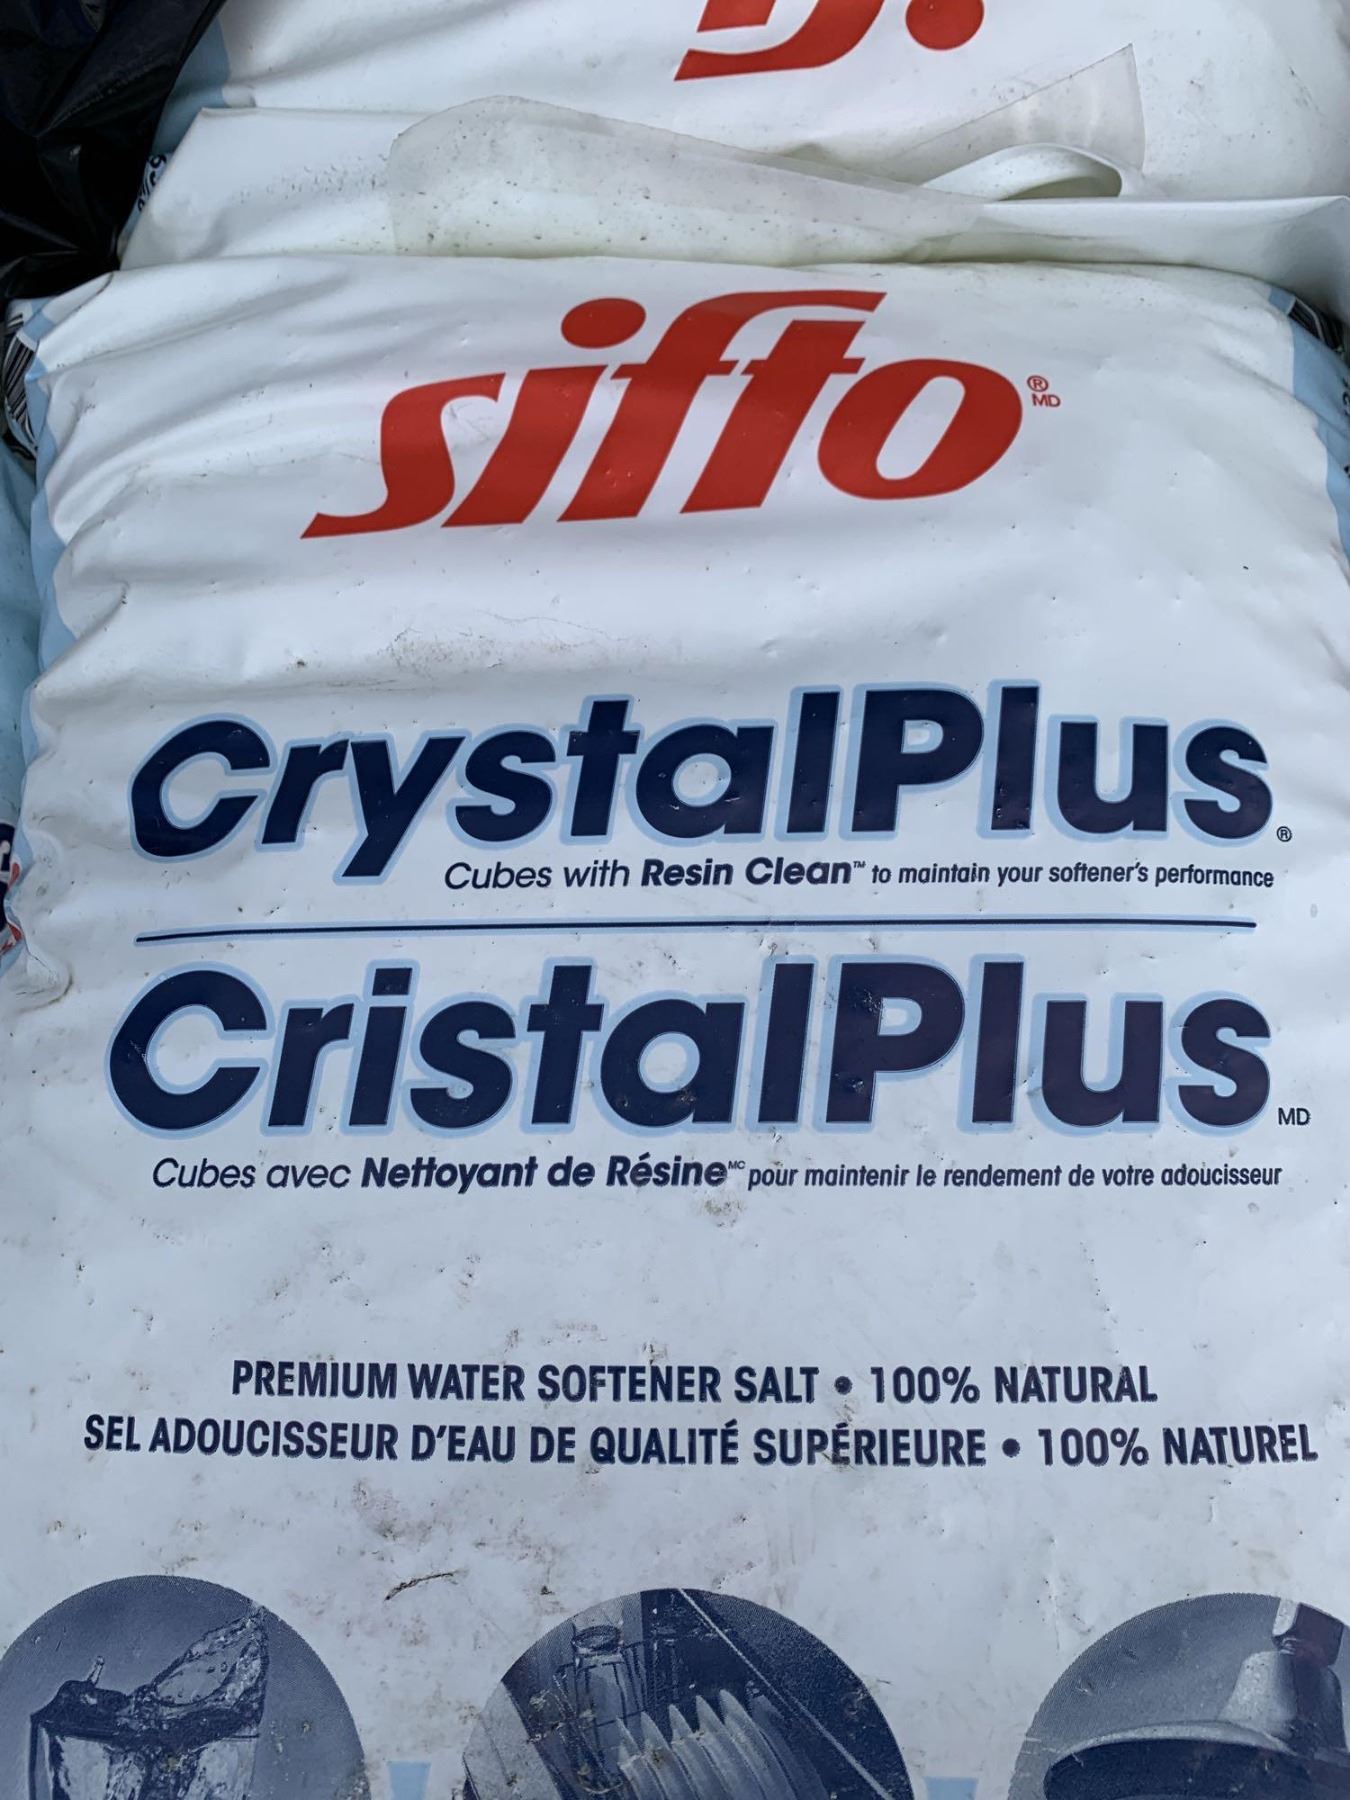 sifto® MD
CrystalPlus®
Cubes with Resin Clean™ to maintain your softener's performance
CristalPlus MD
Cubes avec Nettoyant de Résine MC pour maintenir le rendement de votre adoucisseur
PREMIUM WATER SOFTENER SALT • 100% NATURAL
SEL ADOUCISSEUR D'EAU DE QUALITÉ SUPÉRIEURE • 100% NATUREL